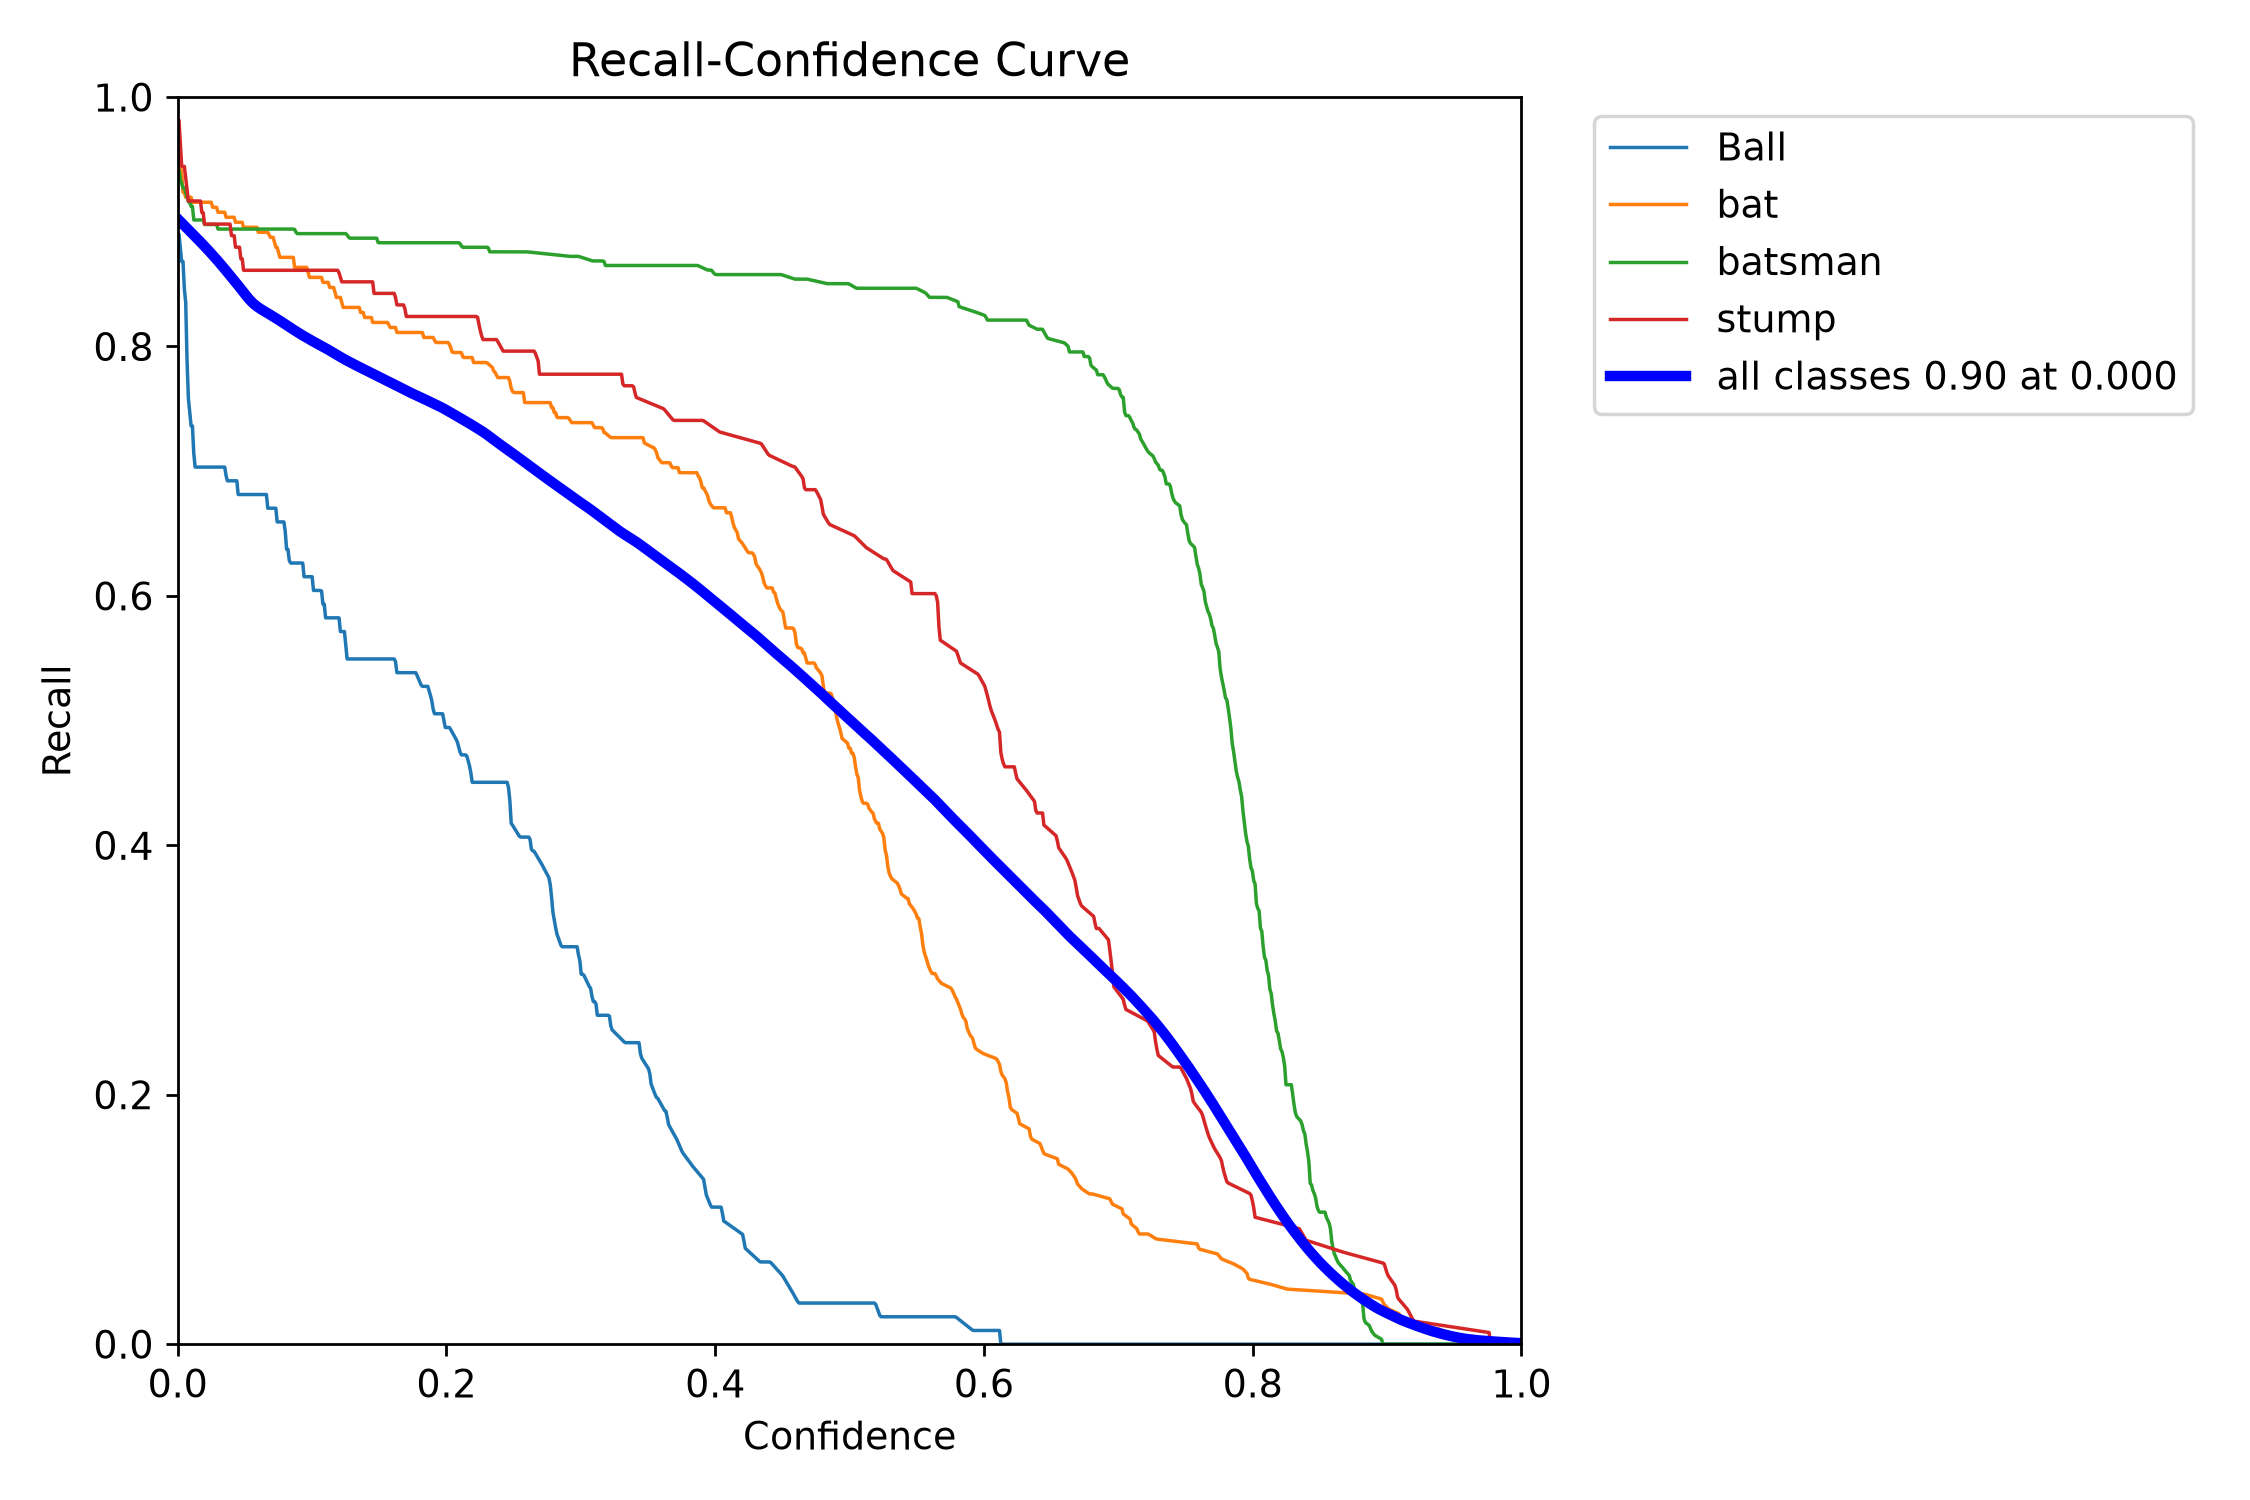 Recall-Confidence Curve
1.0
0.8
0.6
0.4
0.2
0.0
Recall
0.0 0.2 0.4 0.6 0.8 1.0
Confidence
Ball
bat
batsman
stump
all classes 0.90 at 0.000